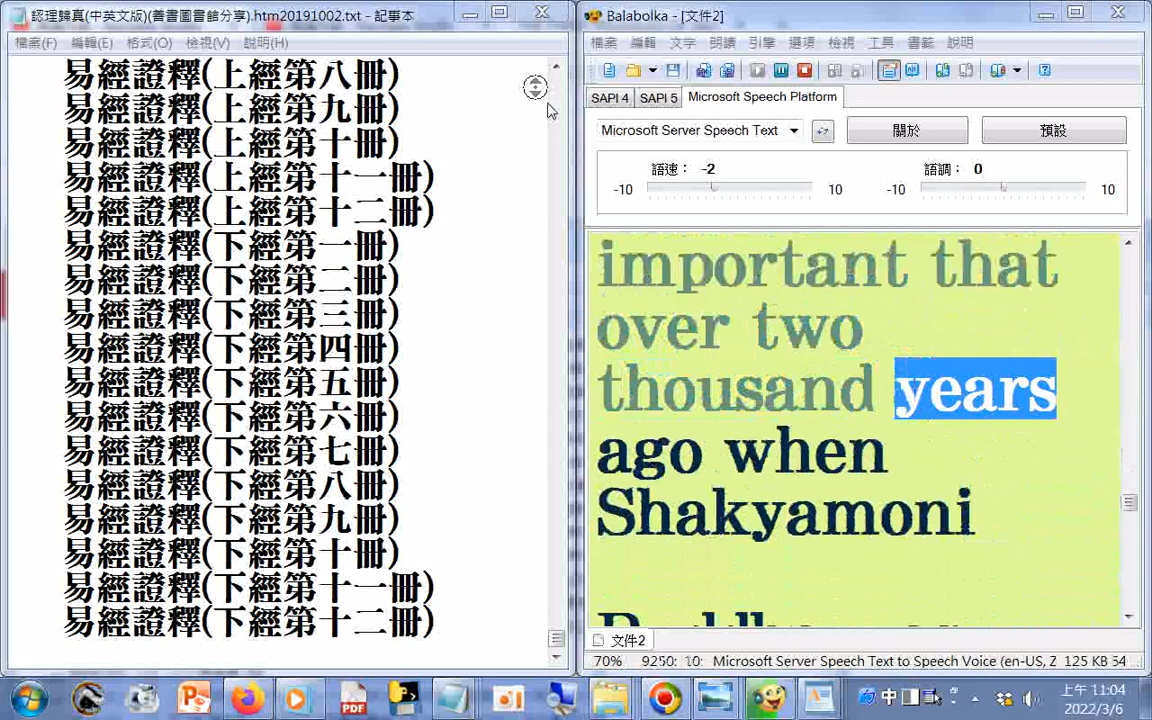 認理歸真(中英文版)(善書圖書館分享).htm20191002.txt - 記事本
檔案(F) 編輯(E) 格式(O) 檢視(V) 說明(H)
易經證釋(上經第八冊)
易經證釋(上經第九冊)
易經證釋(上經第十冊)
易經證釋(上經第十一冊)
易經證釋(上經第十二冊)
易經證釋(下經第一冊)
易經證釋(下經第二冊)
易經證釋(下經第三冊)
易經證釋(下經第四冊)
易經證釋(下經第五冊)
易經證釋(下經第六冊)
易經證釋(下經第七冊)
易經證釋(下經第八冊)
易經證釋(下經第九冊)
易經證釋(下經第十冊)
易經證釋(下經第十一冊)
易經證釋(下經第十二冊)
Balabolka - [文件2]
檔案 編輯 文字 朗讀 引擎 選項 檢視 工具 書籤 說明
SAPI 4 SAPI 5 Microsoft Speech Platform
Microsoft Server Speech Text 關於 預設
語速： -2 語調： 0
-10 10 -10 10
important that
over two
thousand years
ago when
Shakyamoni
文件2
70% 9250: 10: Microsoft Server Speech Text to Speech Voice (en-US, Z 125 KB 54
PDF
中
上午 11:04
2022/3/6